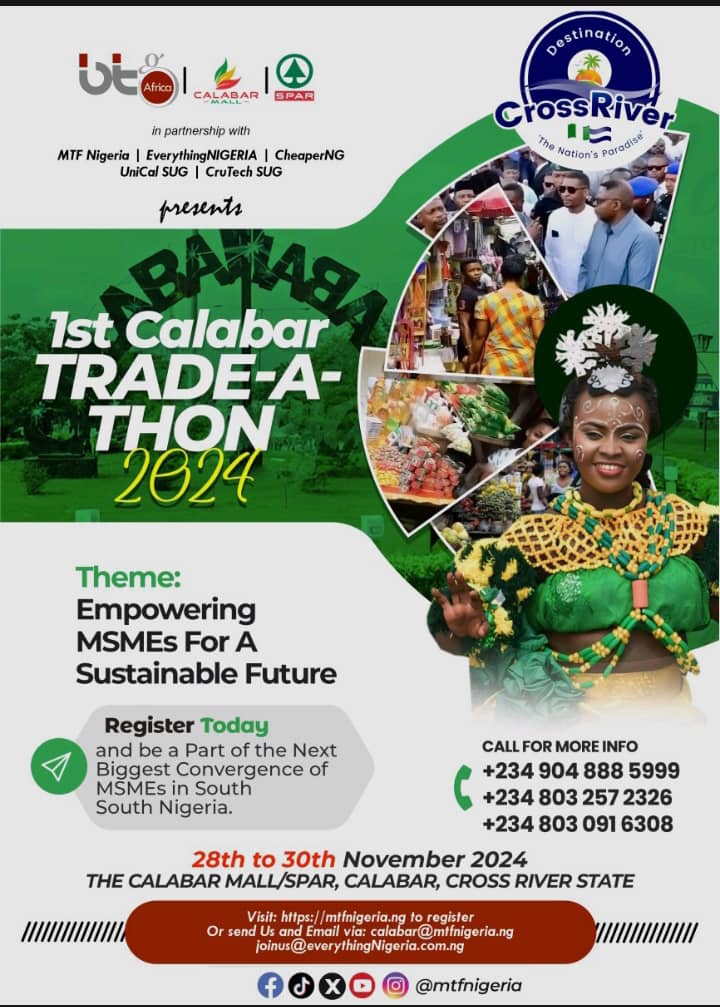 btg
Africa
CALABAR
MALL
SPAR
Destination
CrossRiver
'The Nation's Paradise'
in partnership with
MTF Nigeria | EverythingNIGERIA | CheaperNG
UniCal SUG | CruTech SUG
presents
1st Calabar
TRADE-A-
THON
2024
Theme:
Empowering
MSMEs For A
Sustainable Future
Register Today
and be a Part of the Next
Biggest Convergence of
MSMEs in South
South Nigeria.
CALL FOR MORE INFO
+234 904 888 5999
+234 803 257 2326
+234 803 091 6308
28th to 30th November 2024
THE CALABAR MALL/SPAR, CALABAR, CROSS RIVER STATE
Visit: https://mtfnigeria.ng to register
Or send Us and Email via: calabar@mtfnigeria.ng
joinus@everythingNigeria.com.ng
@mtfnigeria